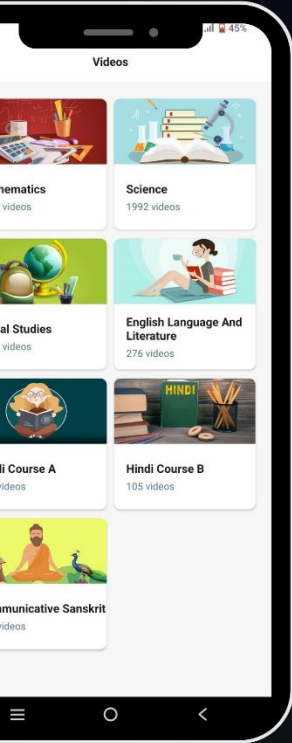 45%
Videos
hematics
Science
videos
1992 videos
al Studies
English Language And
Literature
videos
276 videos
HINDI
i Course A
Hindi Course B
videos
105 videos
municative Sanskrit
videos